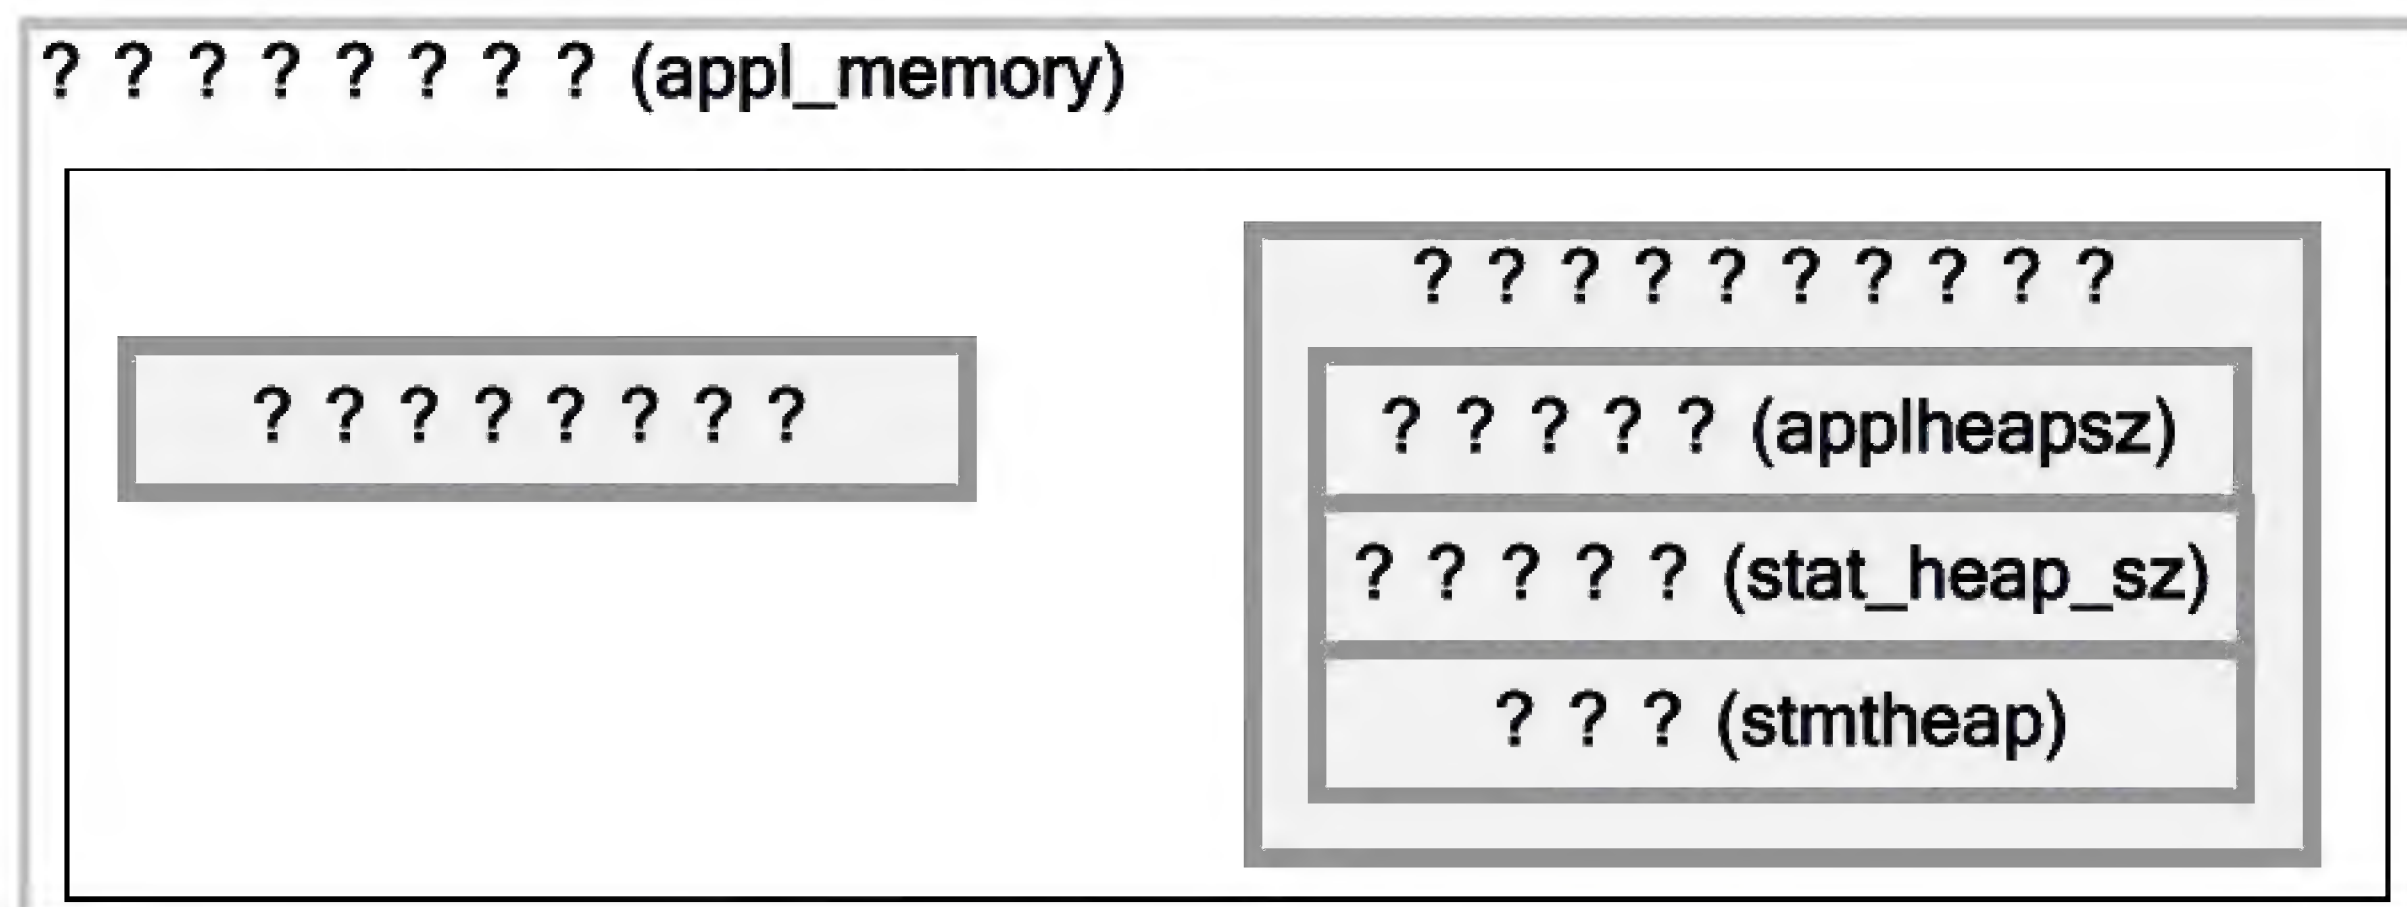 ? ? ? ? ? ? ? ? (appl_memory)
? ? ? ? ? ? ? ? ? ?
? ? ? ? ? ? ? ?
? ? ? ? ? (applheapsz)
? ? ? ? ? (stat_heap_sz)
? ? ? (stmtheap)